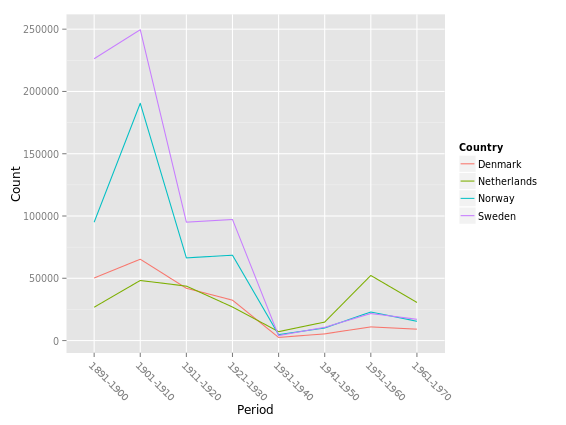 250000
200000
150000
100000
50000
0
Count
1891-1900
1901-1910
1911-1920
1921-1930
1931-1940
1941-1950
1951-1960
1961-1970
Period
Country
Denmark
Netherlands
Norway
Sweden